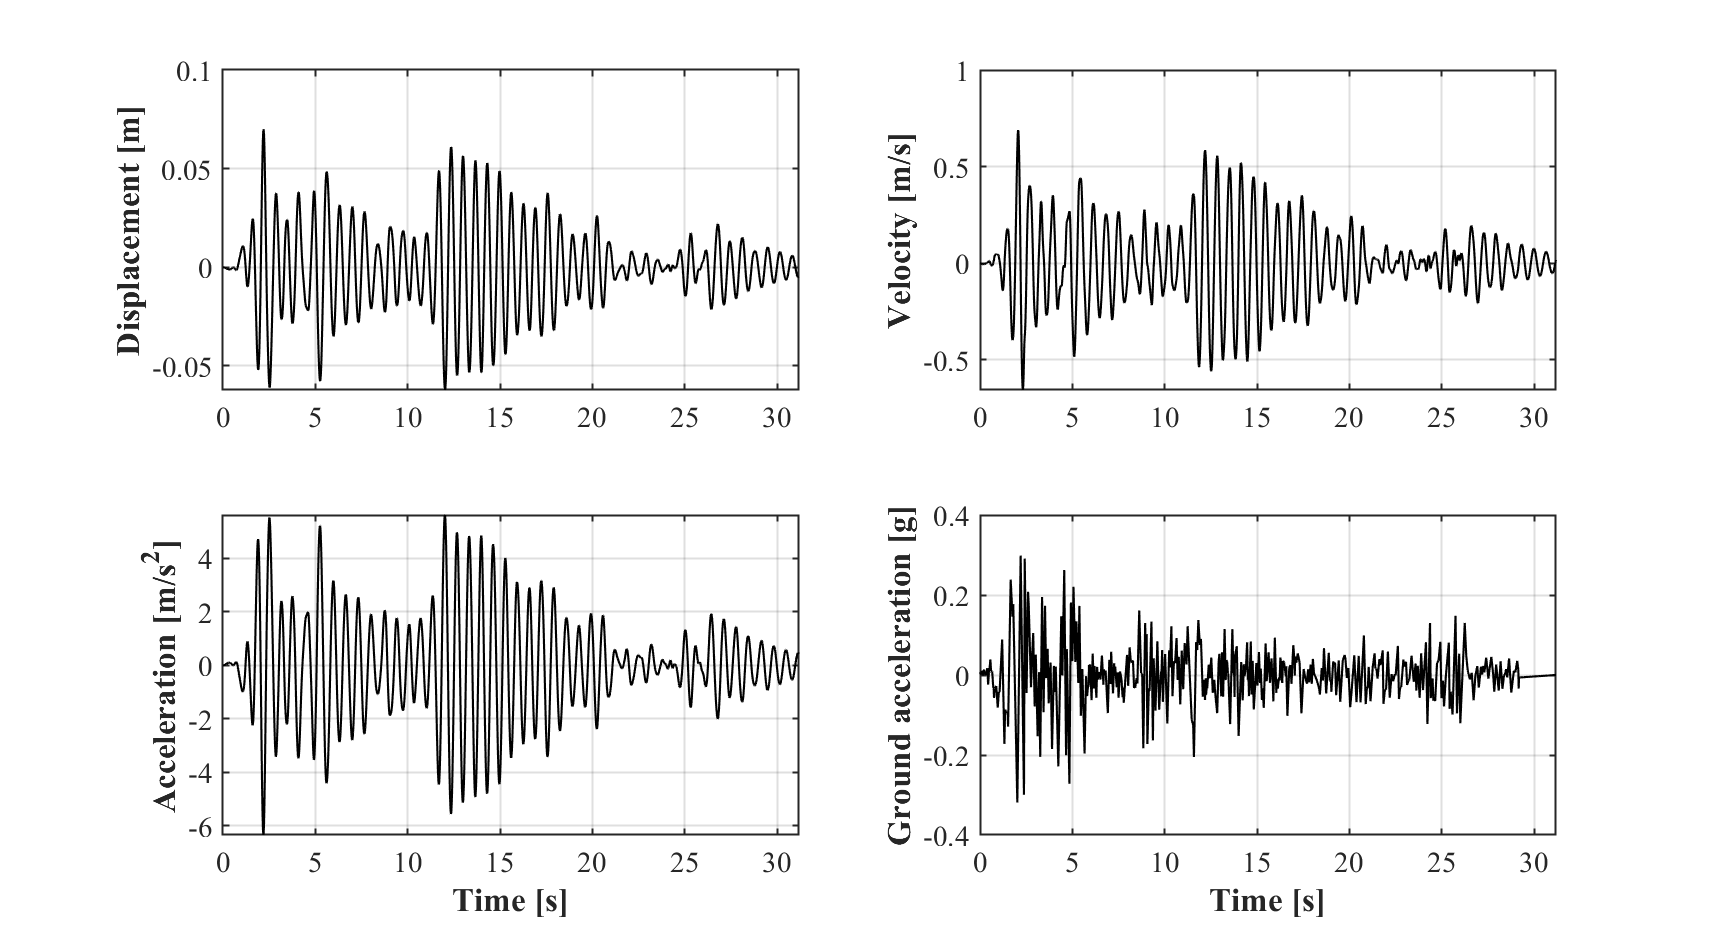 Displacement [m]
0.1
0.05
0
-0.05
0 5 10 15 20 25 30
Velocity [m/s]
1
0.5
0
-0.5
0 5 10 15 20 25 30
Acceleration [m/s²]
4
2
0
-2
-4
-6
0 5 10 15 20 25 30
Time [s]
Ground acceleration [g]
0.4
0.2
0
-0.2
-0.4
0 5 10 15 20 25 30
Time [s]